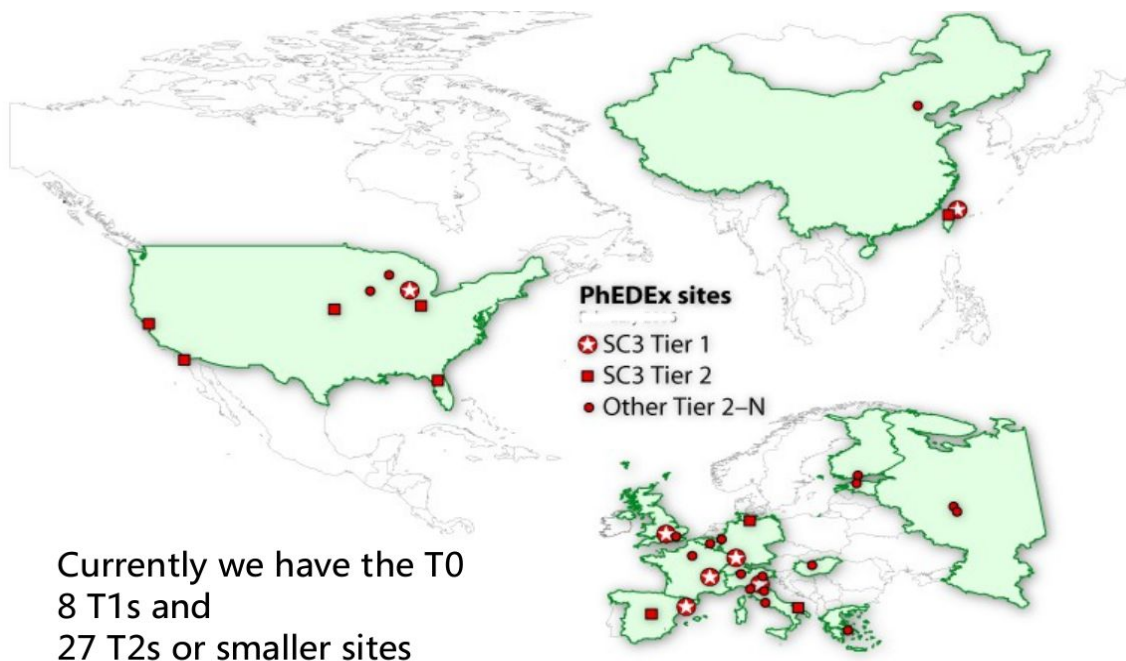 PhEDEx sites
SC3 Tier 1
SC3 Tier 2
Other Tier 2–N
Currently we have the T0
8 T1s and
27 T2s or smaller sites